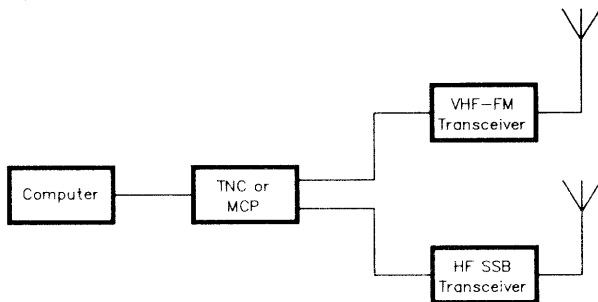 VHF-FM
Transceiver
Computer
TNC or
MCP
HF SSB
Transceiver